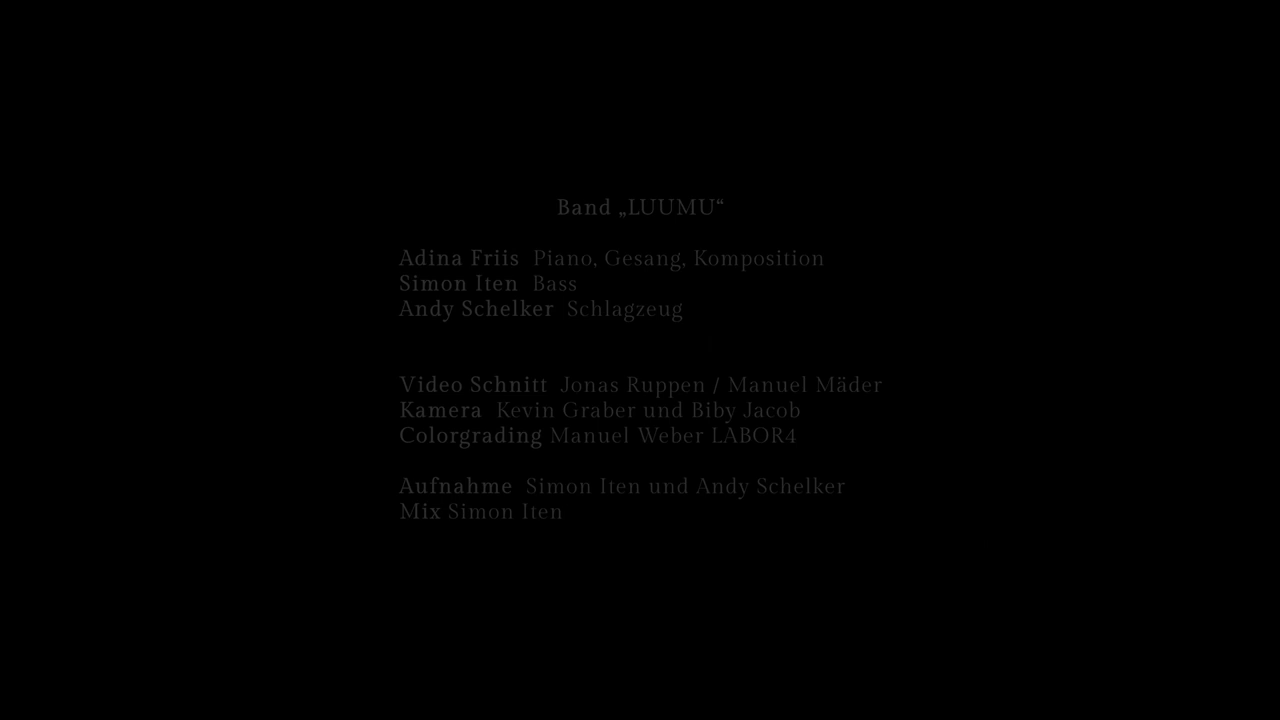 Band „LUUMU“
Adina Friis Piano, Gesang, Komposition
Simon Iten Bass
Andy Schelker Schlagzeug
Video Schnitt Jonas Ruppen / Manuel Mäder
Kamera Kevin Graber und Biby Jacob
Colorgrading Manuel Weber LABOR4
Aufnahme Simon Iten und Andy Schelker
Mix Simon Iten